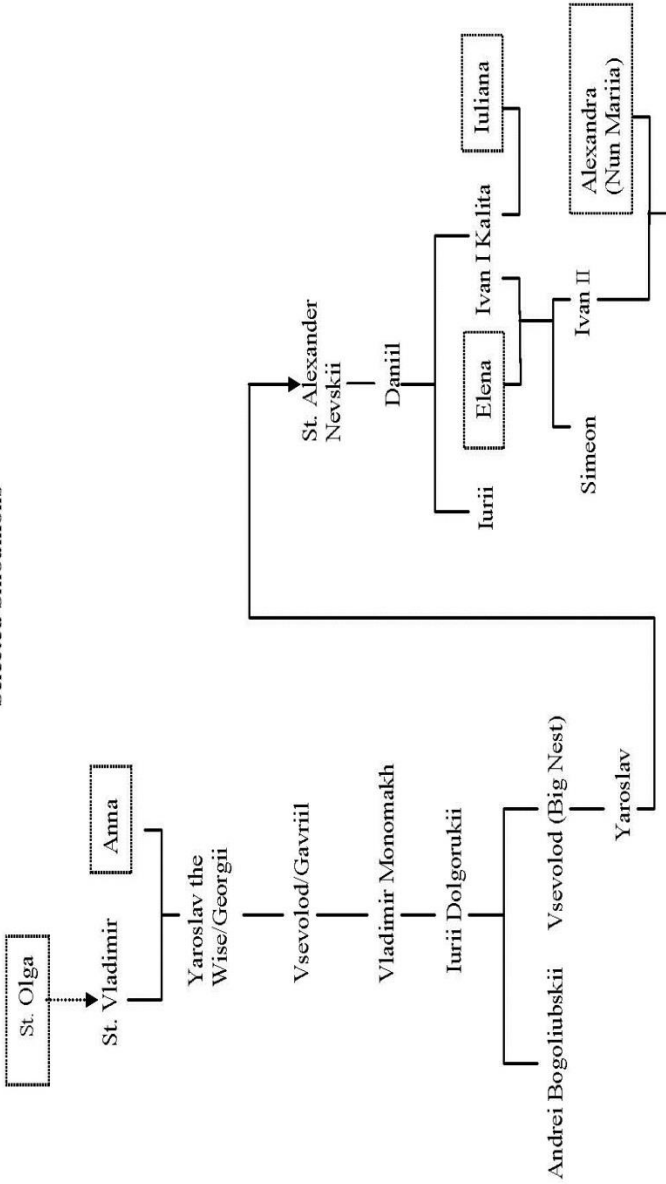 St. Olga
St. Vladimir
Anna
Yaroslav the
Wise/Georgii
Vsevolod/Gavriil
Vladimir Monomakh
Iurii Dolgorukii
Andrei Bogoliubskii
Vsevolod (Big Nest)
Yaroslav
St. Alexander
Nevskii
Daniil
Iurii
Elena
Ivan I Kalita
Iuliana
Simeon
Ivan II
Alexandra
(Nun Mariia)